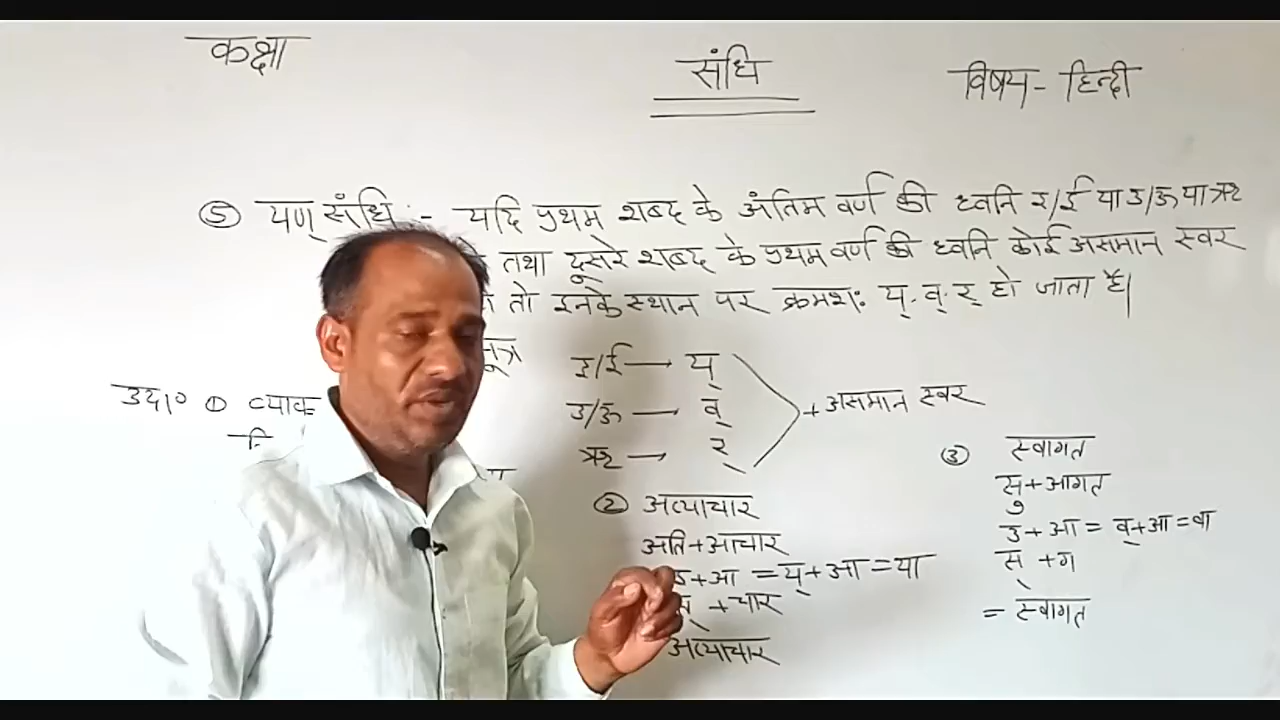 कक्षा
संधि
विषय - हिन्दी
⑤ यण् संधि :- यदि प्रथम शब्द के अंतिम वर्ण की ध्वनि इ/ई या उ/ऊ या ऋ
तथा दूसरे शब्द के प्रथम वर्ण की ध्वनि कोई असमान स्वर
तो इनके स्थान पर क्रमशः य्. व्. र् हो जाता है।
सूत्र
इ/ई → य्
उ/ऊ → व्
ऋ → र्
+ असमान स्वर
उदा० ①
② अत्याचार
अति+आचार
इ+आ = य्+आ = या
+चार
अत्याचार
③ स्वागत
सु+आगत
उ+आ = व्+आ = वा
स् +ग
= स्वागत